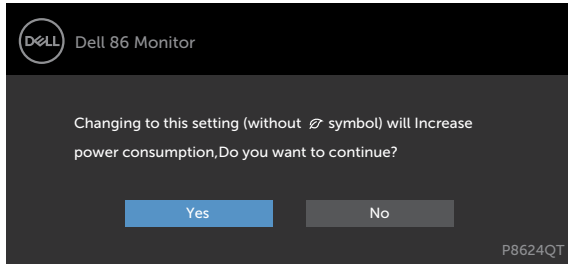 DELL Dell 86 Monitor
Changing to this setting (without symbol) will Increase
power consumption,Do you want to continue?
Yes No
P8624QT